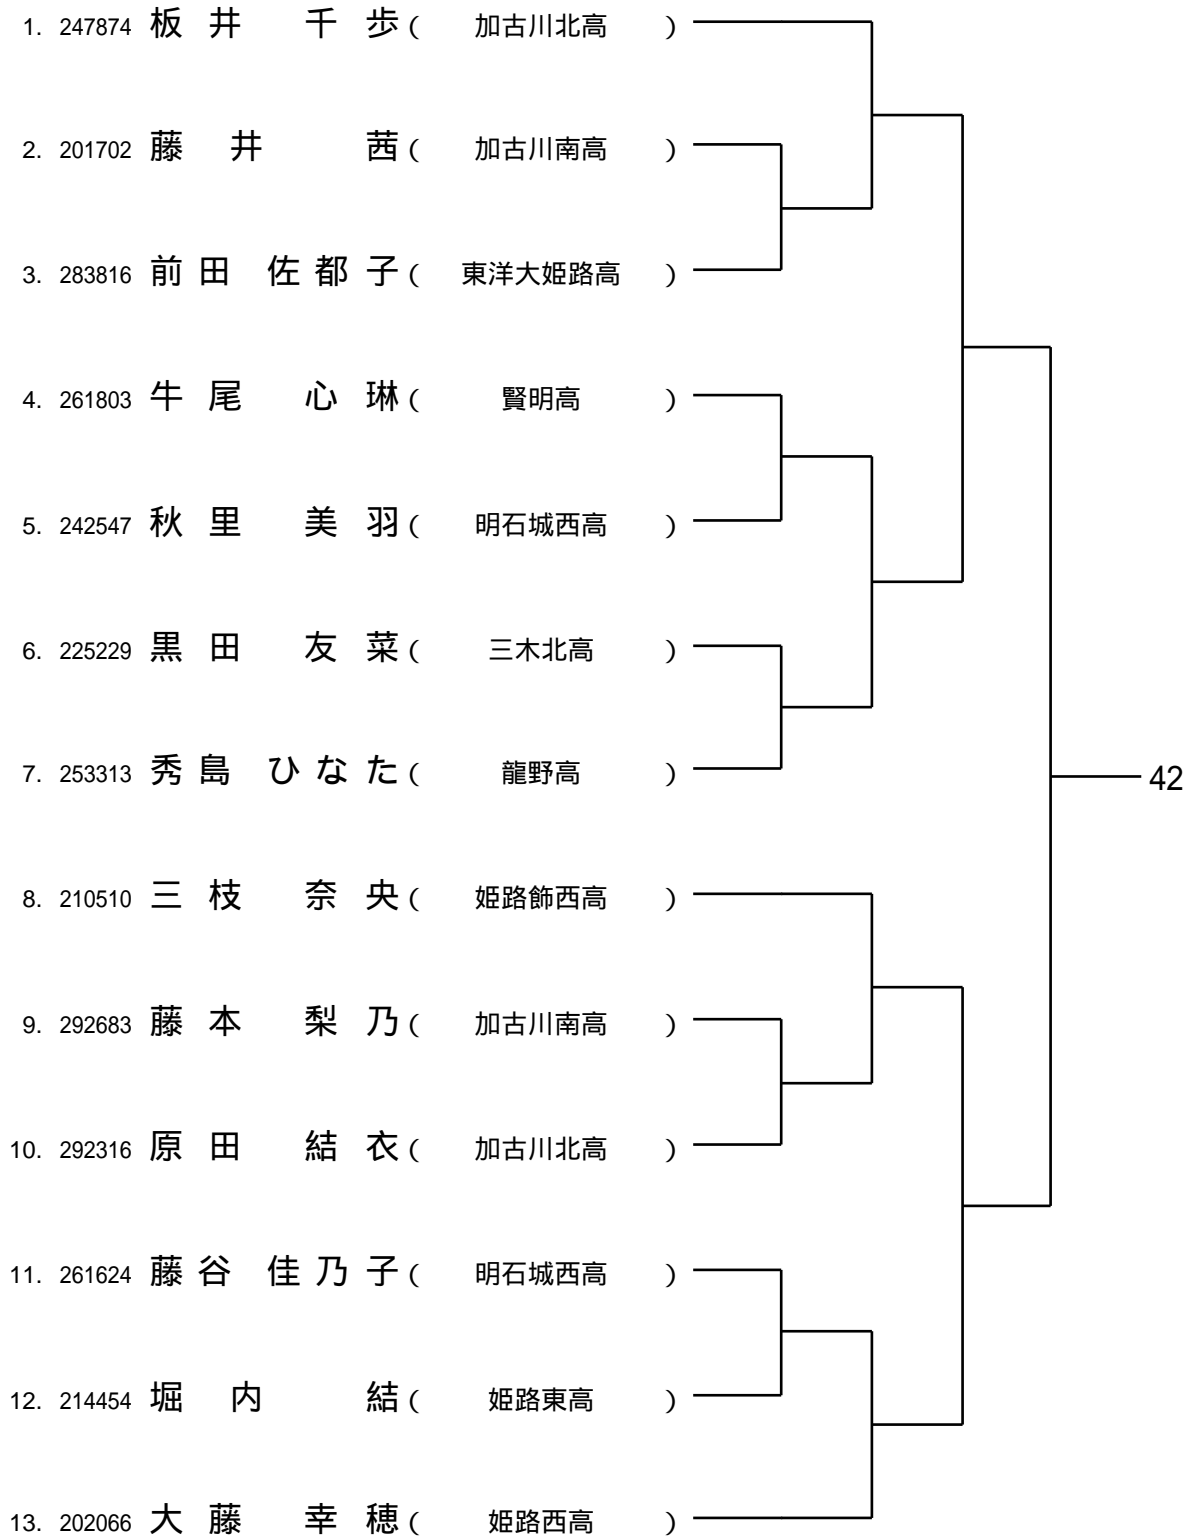 1. 247874 板井 千歩 ( 加古川北高 )
2. 201702 藤井 茜 ( 加古川南高 )
3. 283816 前田 佐都子 ( 東洋大姫路高 )
4. 261803 牛尾 心琳 ( 賢明高 )
5. 242547 秋里 美羽 ( 明石城西高 )
6. 225229 黒田 友菜 ( 三木北高 )
7. 253313 秀島 ひなた ( 龍野高 )
42
8. 210510 三枝 奈央 ( 姫路飾西高 )
9. 292683 藤本 梨乃 ( 加古川南高 )
10. 292316 原田 結衣 ( 加古川北高 )
11. 261624 藤谷 佳乃子 ( 明石城西高 )
12. 214454 堀内 結 ( 姫路東高 )
13. 202066 大藤 幸穂 ( 姫路西高 )